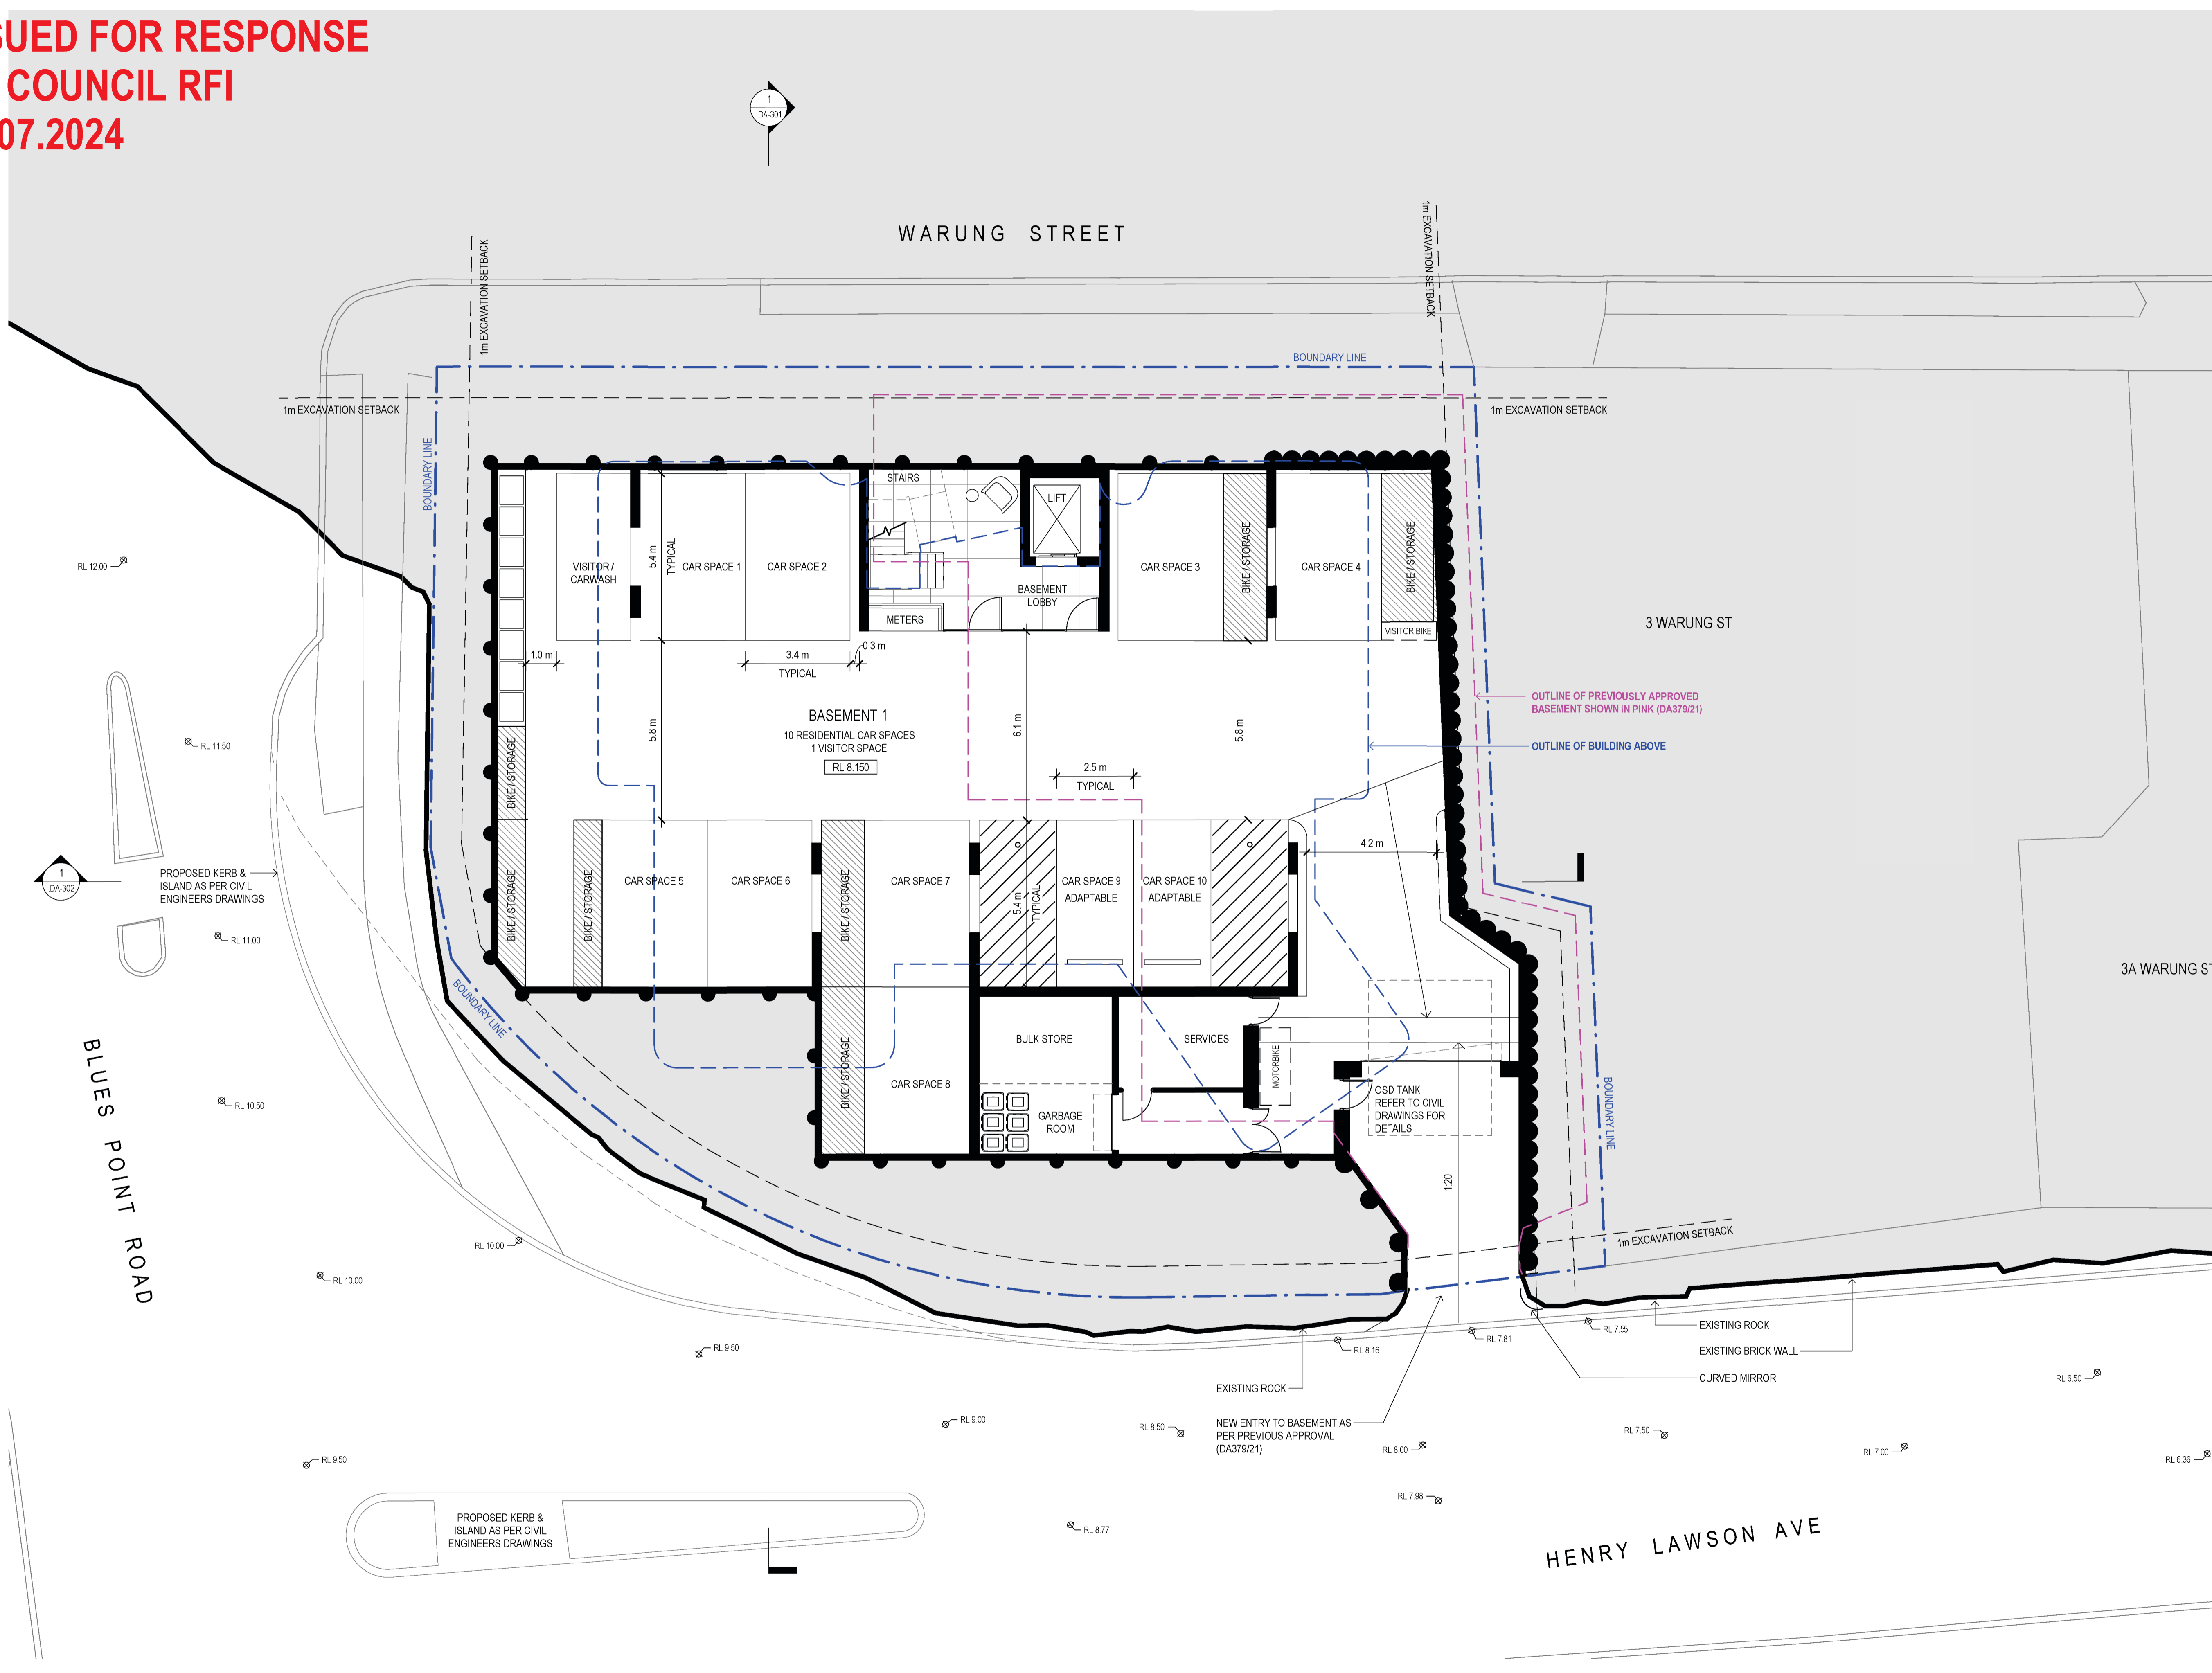 SUED FOR RESPONSE
COUNCIL RFI
07.2024
1
DA-301
WARUNG STREET
1m EXCAVATION SETBACK
1m EXCAVATION SETBACK
BOUNDARY LINE
1m EXCAVATION SETBACK
1m EXCAVATION SETBACK
BOUNDARY LINE
STAIRS
LIFT
VISITOR /
CARWASH
5.4 m
TYPICAL
CAR SPACE 1
CAR SPACE 2
BASEMENT
LOBBY
METERS
CAR SPACE 3
BIKE / STORAGE
CAR SPACE 4
BIKE / STORAGE
VISITOR BIKE
RL 12.00
3 WARUNG ST
1.0 m
3.4 m
TYPICAL
0.3 m
OUTLINE OF PREVIOUSLY APPROVED
BASEMENT SHOWN IN PINK (DA379/21)
OUTLINE OF BUILDING ABOVE
RL 11.50
5.8 m
BASEMENT 1
10 RESIDENTIAL CAR SPACES
1 VISITOR SPACE
RL 8.150
6.1 m
5.8 m
2.5 m
TYPICAL
BIKE / STORAGE
4.2 m
1
DA-302
PROPOSED KERB &
ISLAND AS PER CIVIL
ENGINEERS DRAWINGS
BIKE / STORAGE
BIKE / STORAGE
CAR SPACE 5
CAR SPACE 6
BIKE / STORAGE
CAR SPACE 7
5.4 m
TYPICAL
CAR SPACE 9
ADAPTABLE
CAR SPACE 10
ADAPTABLE
RL 11.00
3A WARUNG ST
BOUNDARY LINE
BLUES POINT ROAD
BULK STORE
SERVICES
MOTORBIKE
BIKE / STORAGE
CAR SPACE 8
OSD TANK
REFER TO CIVIL
DRAWINGS FOR
DETAILS
BOUNDARY LINE
RL 10.50
GARBAGE
ROOM
1:20
RL 10.00
1m EXCAVATION SETBACK
RL 10.00
EXISTING ROCK
RL 7.55
RL 7.81
RL 8.16
RL 9.50
EXISTING BRICK WALL
CURVED MIRROR
RL 6.50
EXISTING ROCK
RL 9.00
RL 8.50
NEW ENTRY TO BASEMENT AS
PER PREVIOUS APPROVAL
(DA379/21)
RL 8.00
RL 7.50
RL 7.00
RL 6.36
RL 9.50
RL 7.98
PROPOSED KERB &
ISLAND AS PER CIVIL
ENGINEERS DRAWINGS
RL 8.77
HENRY LAWSON AVE